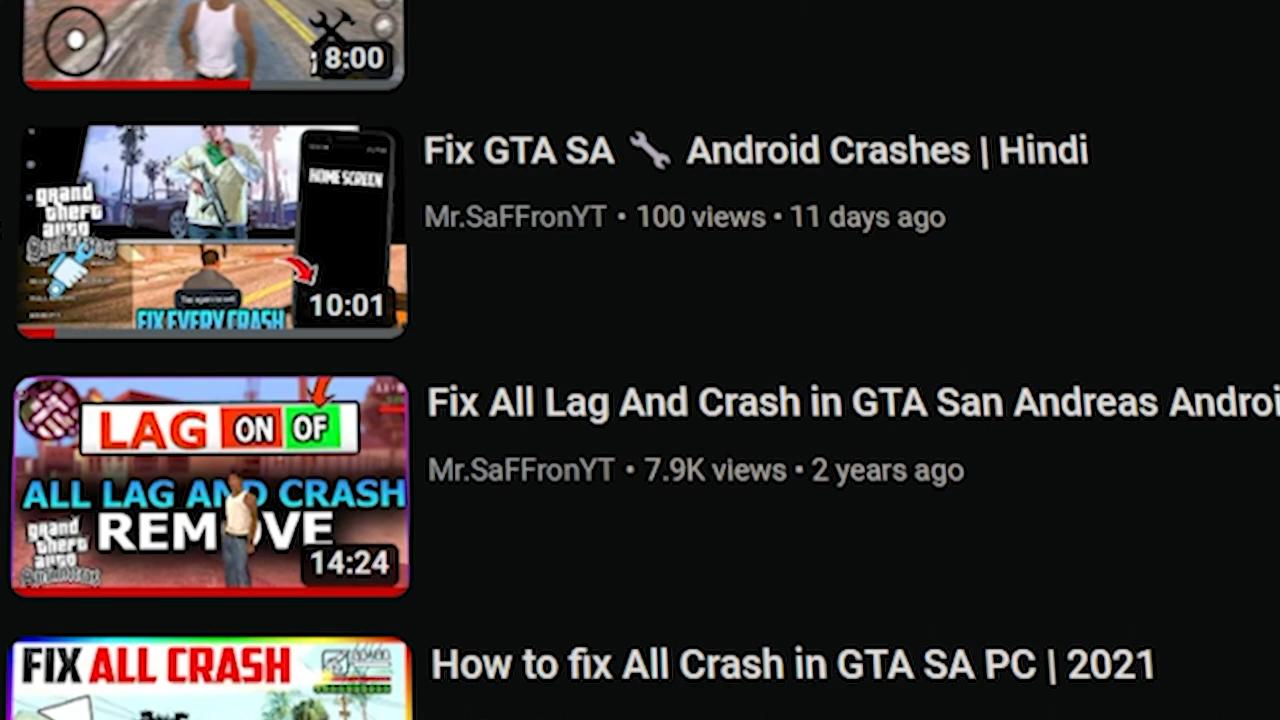 8:00
Fix GTA SA 🔧 Android Crashes | Hindi
Mr.SaFFronYT • 100 views • 11 days ago
HOME SCREEN
grand
theft
auto
FIX EVERY CRASH
10:01
Fix All Lag And Crash in GTA San Andreas Androi
Mr.SaFFronYT • 7.9K views • 2 years ago
LAG ON OF
ALL LAG AND CRASH
REMOVE
grand
theft
auto
14:24
How to fix All Crash in GTA SA PC | 2021
FIX ALL CRASH